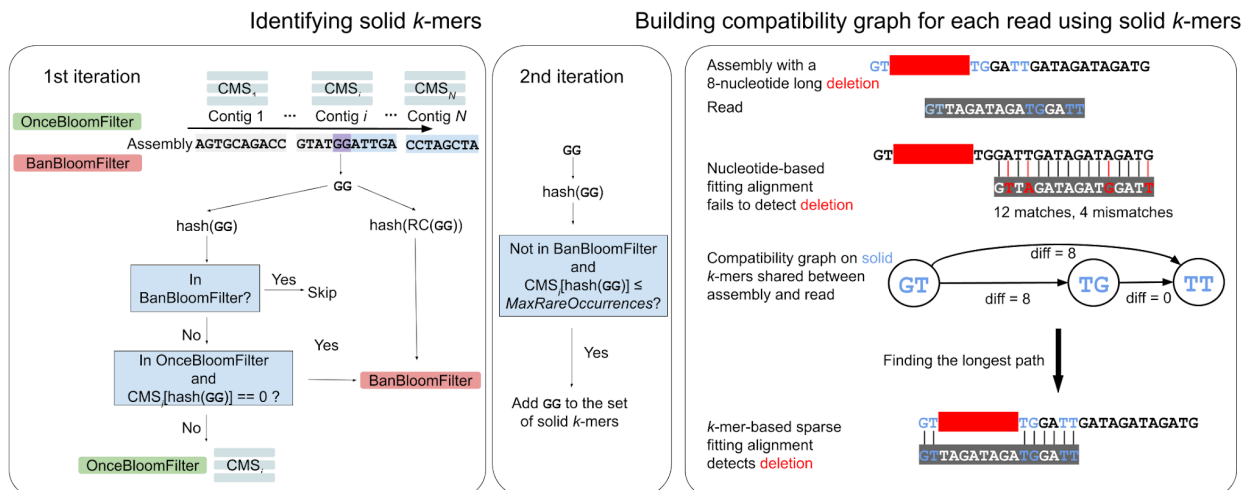 Identifying solid k-mers
Building compatibility graph for each read using solid k-mers
1st iteration
CMS1
CMSi
CMSN
OnceBloomFilter
Contig 1 ... Contig i ... Contig N
Assembly AGTGCAGACC GTATGGATTGA CCTAGCTA
BanBloomFilter
GG
hash(GG)
hash(RC(GG))
In
BanBloomFilter?
Yes
Skip
No
Yes
In OnceBloomFilter
and
CMSi[hash(GG)] == 0 ?
BanBloomFilter
No
OnceBloomFilter
CMSi
2nd iteration
GG
hash(GG)
Not in BanBloomFilter
and
CMSi[hash(GG)] ≤
MaxRareOccurrences?
Yes
Add GG to the set
of solid k-mers
Assembly with a
8-nucleotide long deletion
GT TGGATTGATAGATAGATG
Read
GTTAGATAGATGGATT
GT TGGATTGATAGATAGATG
Nucleotide-based
fitting alignment
fails to detect deletion
GTTAGATAGATGGATT
12 matches, 4 mismatches
Compatibility graph on solid
k-mers shared between
assembly and read
diff = 8
GT
TG
TT
diff = 8
diff = 0
Finding the longest path
k-mer-based sparse
fitting alignment
detects deletion
GT TGGATTGATAGATAGATG
GTTAGATAGATGGATT